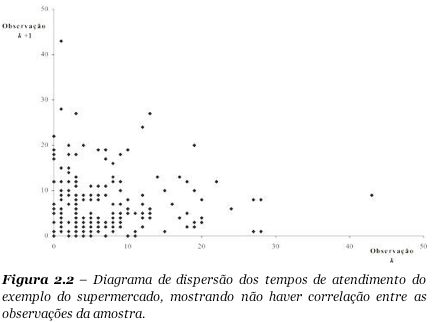 50
Observação
k +1
40
30
20
10
0
0
10
20
30
40
50
Observação
k
Figura 2.2 – Diagrama de dispersão dos tempos de atendimento do
exemplo do supermercado, mostrando não haver correlação entre as
observações da amostra.